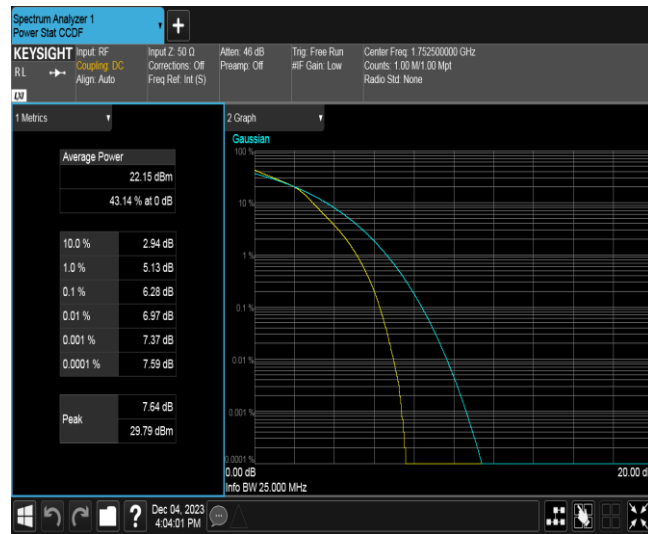 Spectrum Analyzer 1
Power Stat CCDF
KEYSIGHT
RL
LXI
Input: RF
Coupling: DC
Align: Auto
Input Z: 50 Ω
Corrections: Off
Freq Ref: Int (S)
Atten: 46 dB
Preamp: Off
Trig: Free Run
#IF Gain: Low
Center Freq: 1.752500000 GHz
Counts: 1.00 M/1.00 Mpt
Radio Std: None
1 Metrics
Average Power
22.15 dBm
43.14 % at 0 dB
10.0 % 2.94 dB
1.0 % 5.13 dB
0.1 % 6.28 dB
0.01 % 6.97 dB
0.001 % 7.37 dB
0.0001 % 7.59 dB
Peak
7.64 dB
29.79 dBm
2 Graph
Gaussian
100 %
10 %
1 %
0.1 %
0.01 %
0.001 %
0.0001 %
0.00 dB
20.00 d
Info BW 25.000 MHz
?
Dec 04, 2023
4:04:01 PM